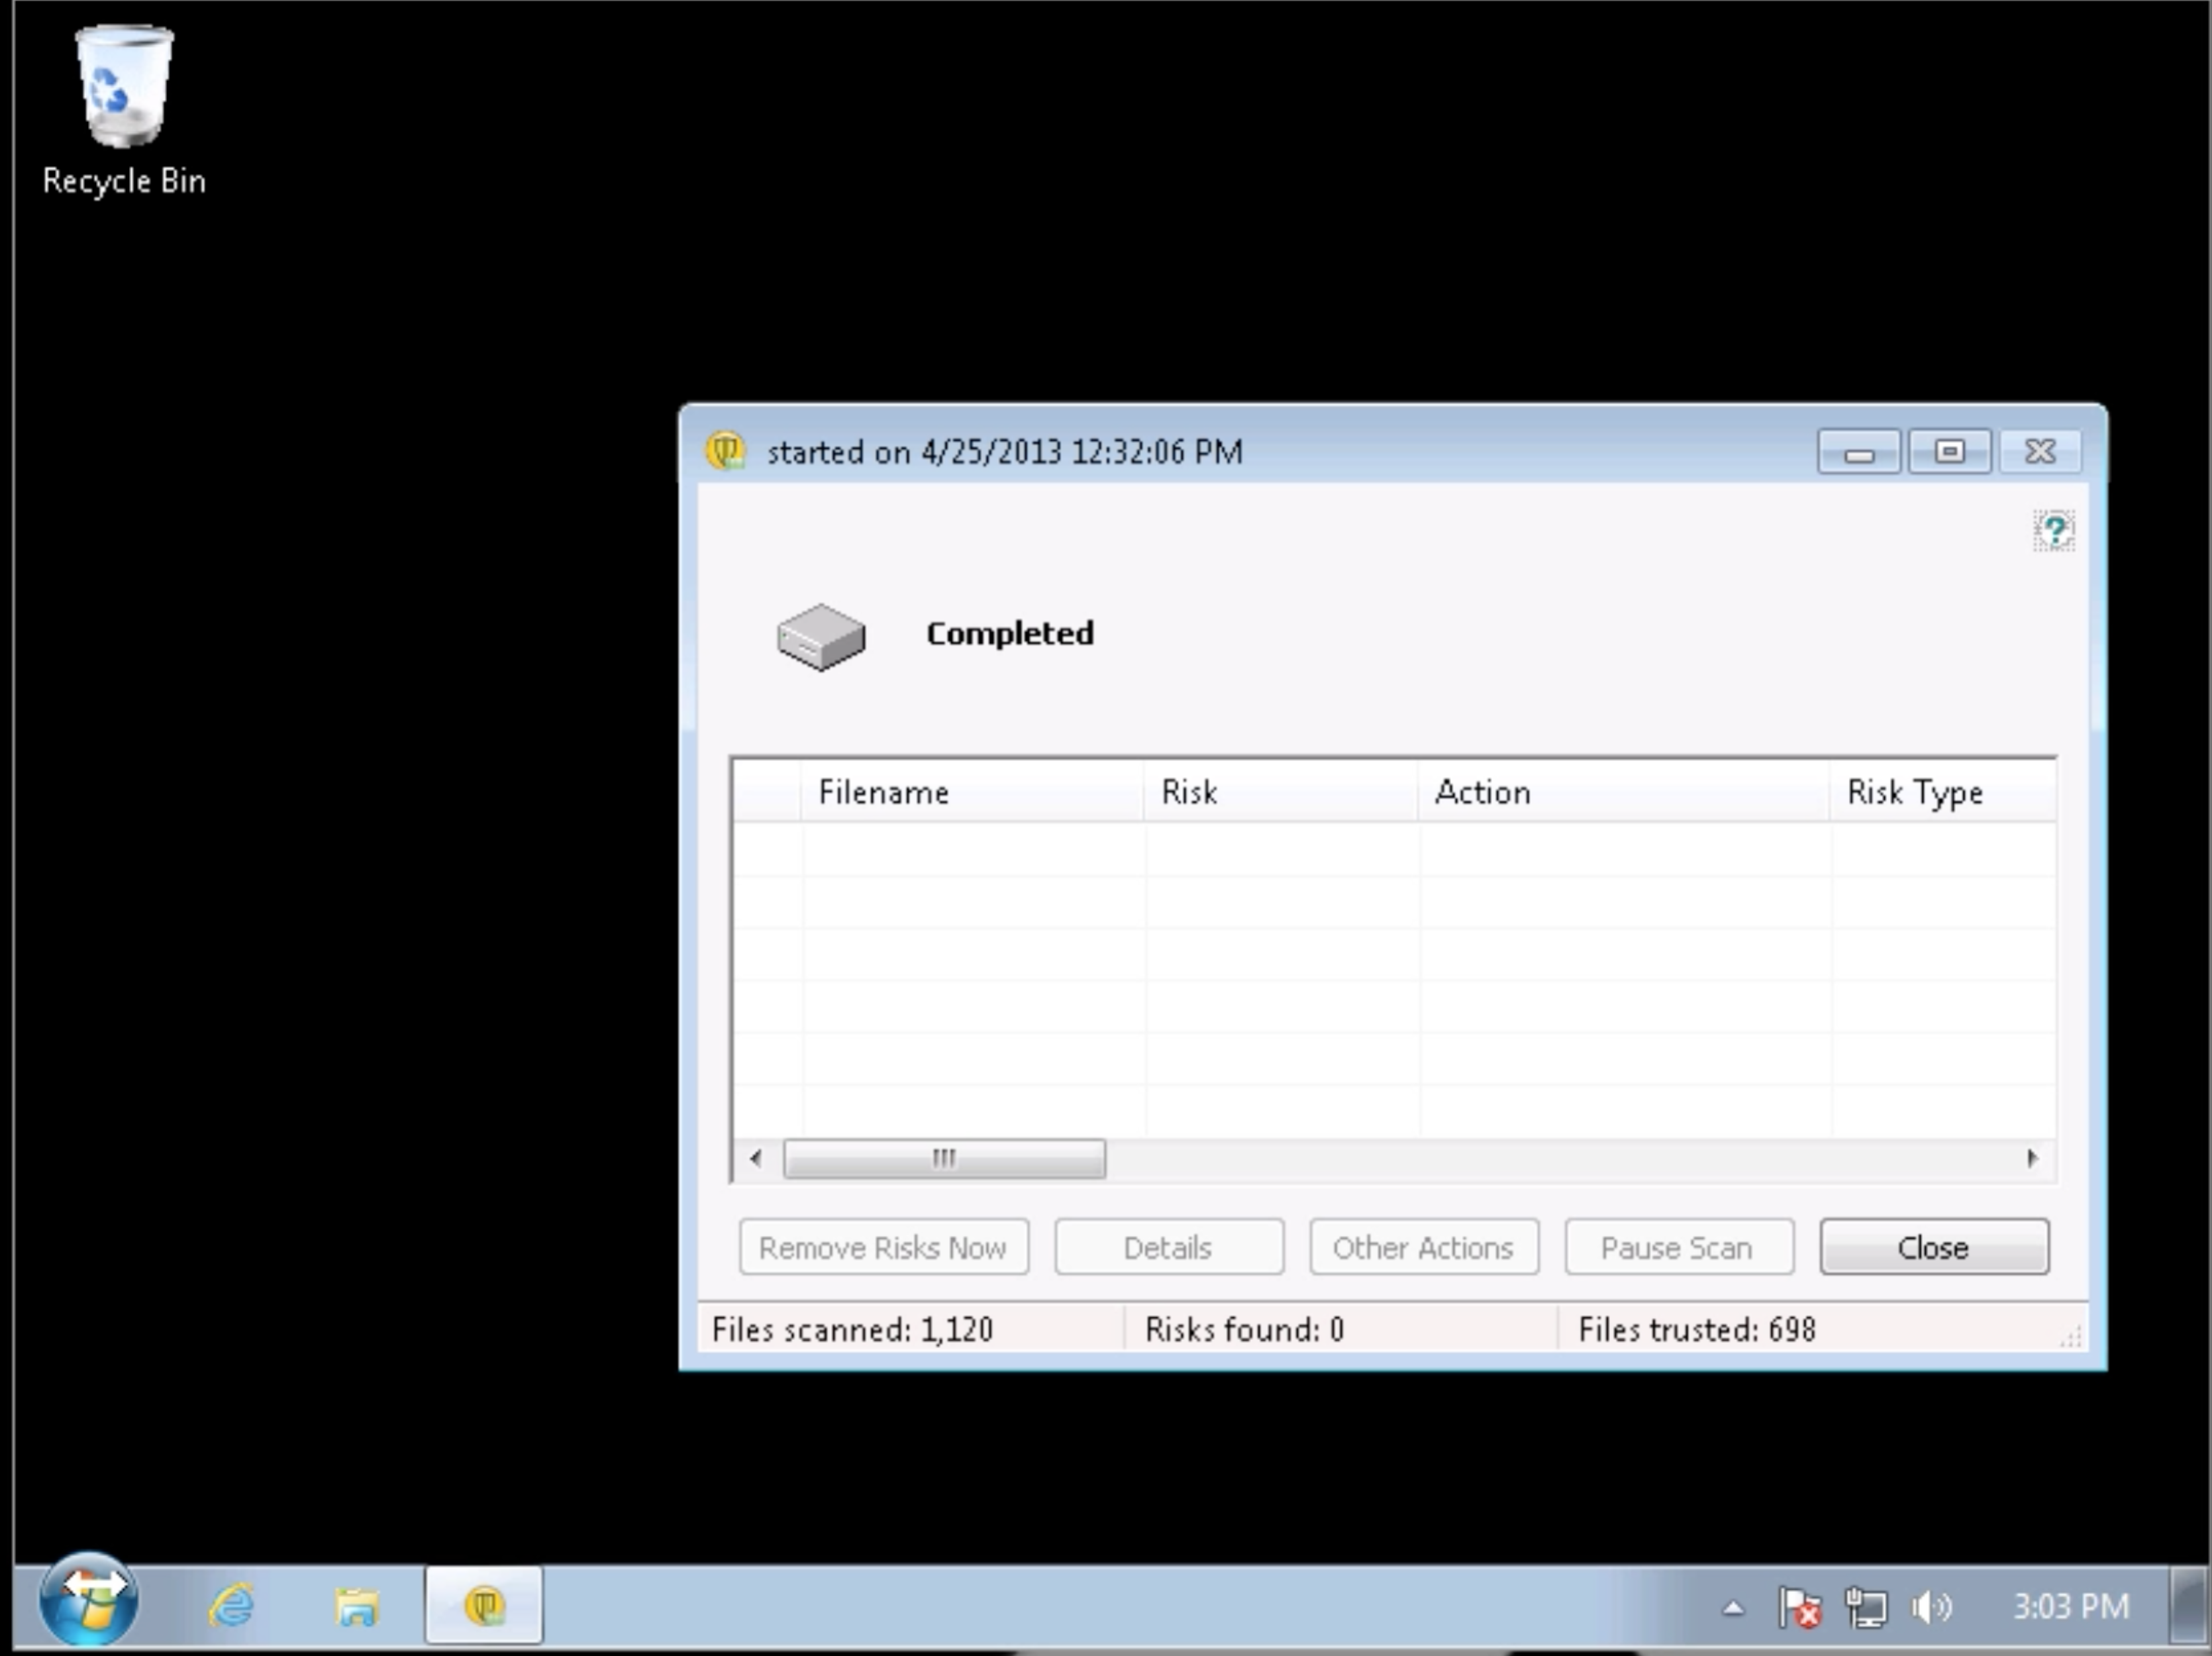 Recycle Bin
started on 4/25/2013 12:32:06 PM
Completed
Filename Risk Action Risk Type
Remove Risks Now Details Other Actions Pause Scan Close
Files scanned: 1,120 Risks found: 0 Files trusted: 698
3:03 PM